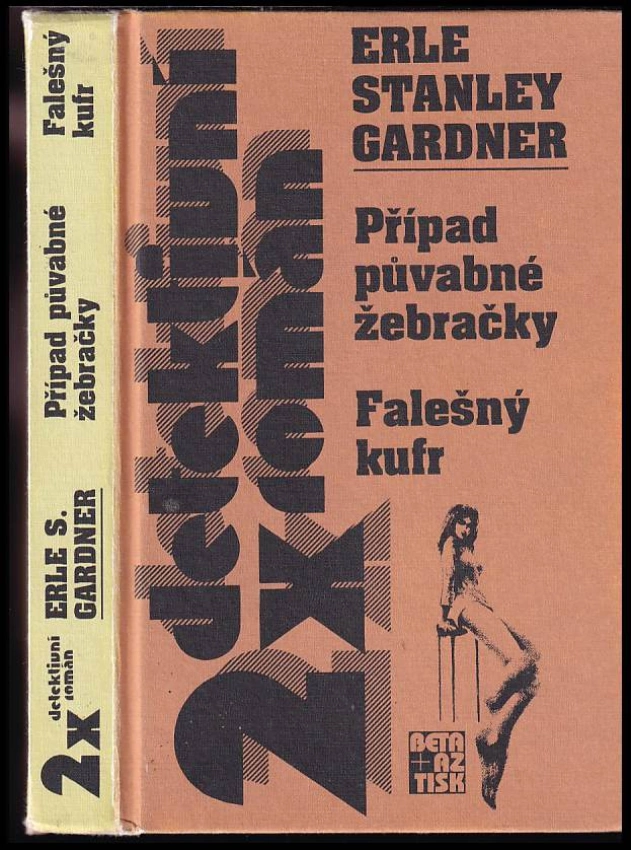 Falešný
kufr
Případ půvabné
žebračky
ERLE S.
GARDNER
detektivní
román
2x
2x detektivní
román
ERLE
STANLEY
GARDNER
Případ
půvabné
žebračky
Falešný
kufr
BETA
+AZ
TISK